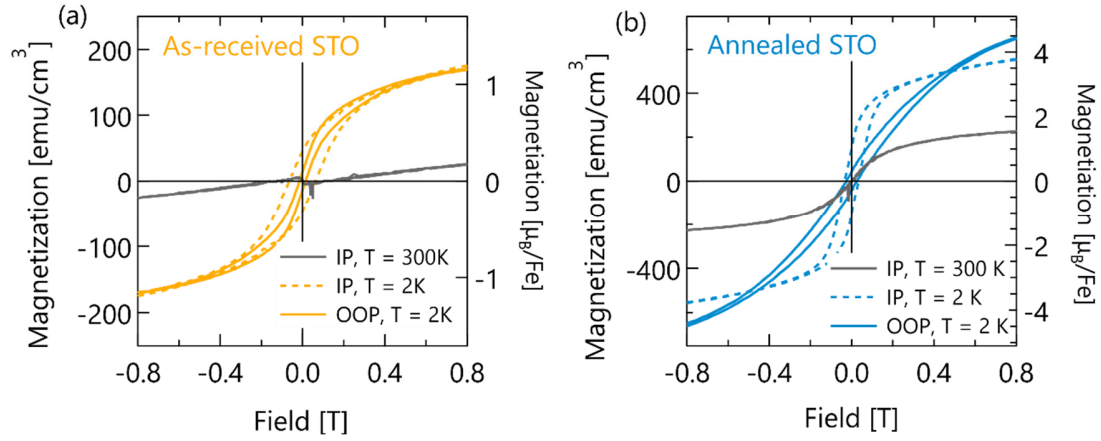 (a)
As-received STO
Magnetization [emu/cm³]
200
100
0
-100
-200
1
0
-1
Magnetiation [μB/Fe]
IP, T = 300K
IP, T = 2K
OOP, T = 2K
-0.8
-0.4
0.0
0.4
0.8
Field [T]
(b)
Annealed STO
Magnetization [emu/cm³]
400
0
-400
4
2
0
-2
-4
Magnetiation [μB/Fe]
IP, T = 300 K
IP, T = 2 K
OOP, T = 2 K
-0.8
-0.4
0.0
0.4
0.8
Field [T]